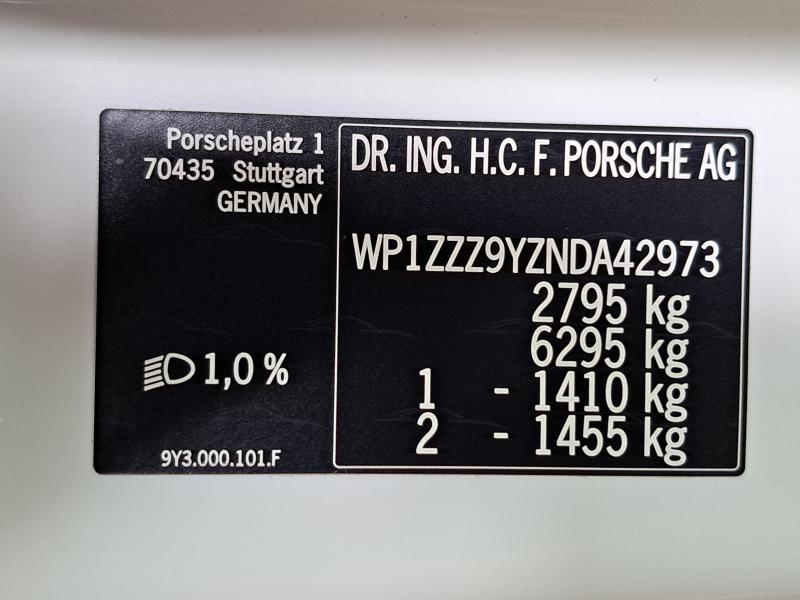 Porscheplatz 1
70435 Stuttgart
GERMANY
1,0 %
9Y3.000.101.F
DR. ING. H.C. F. PORSCHE AG
WP1ZZZ9YZNDA42973
2795 kg
6295 kg
1 - 1410 kg
2 - 1455 kg